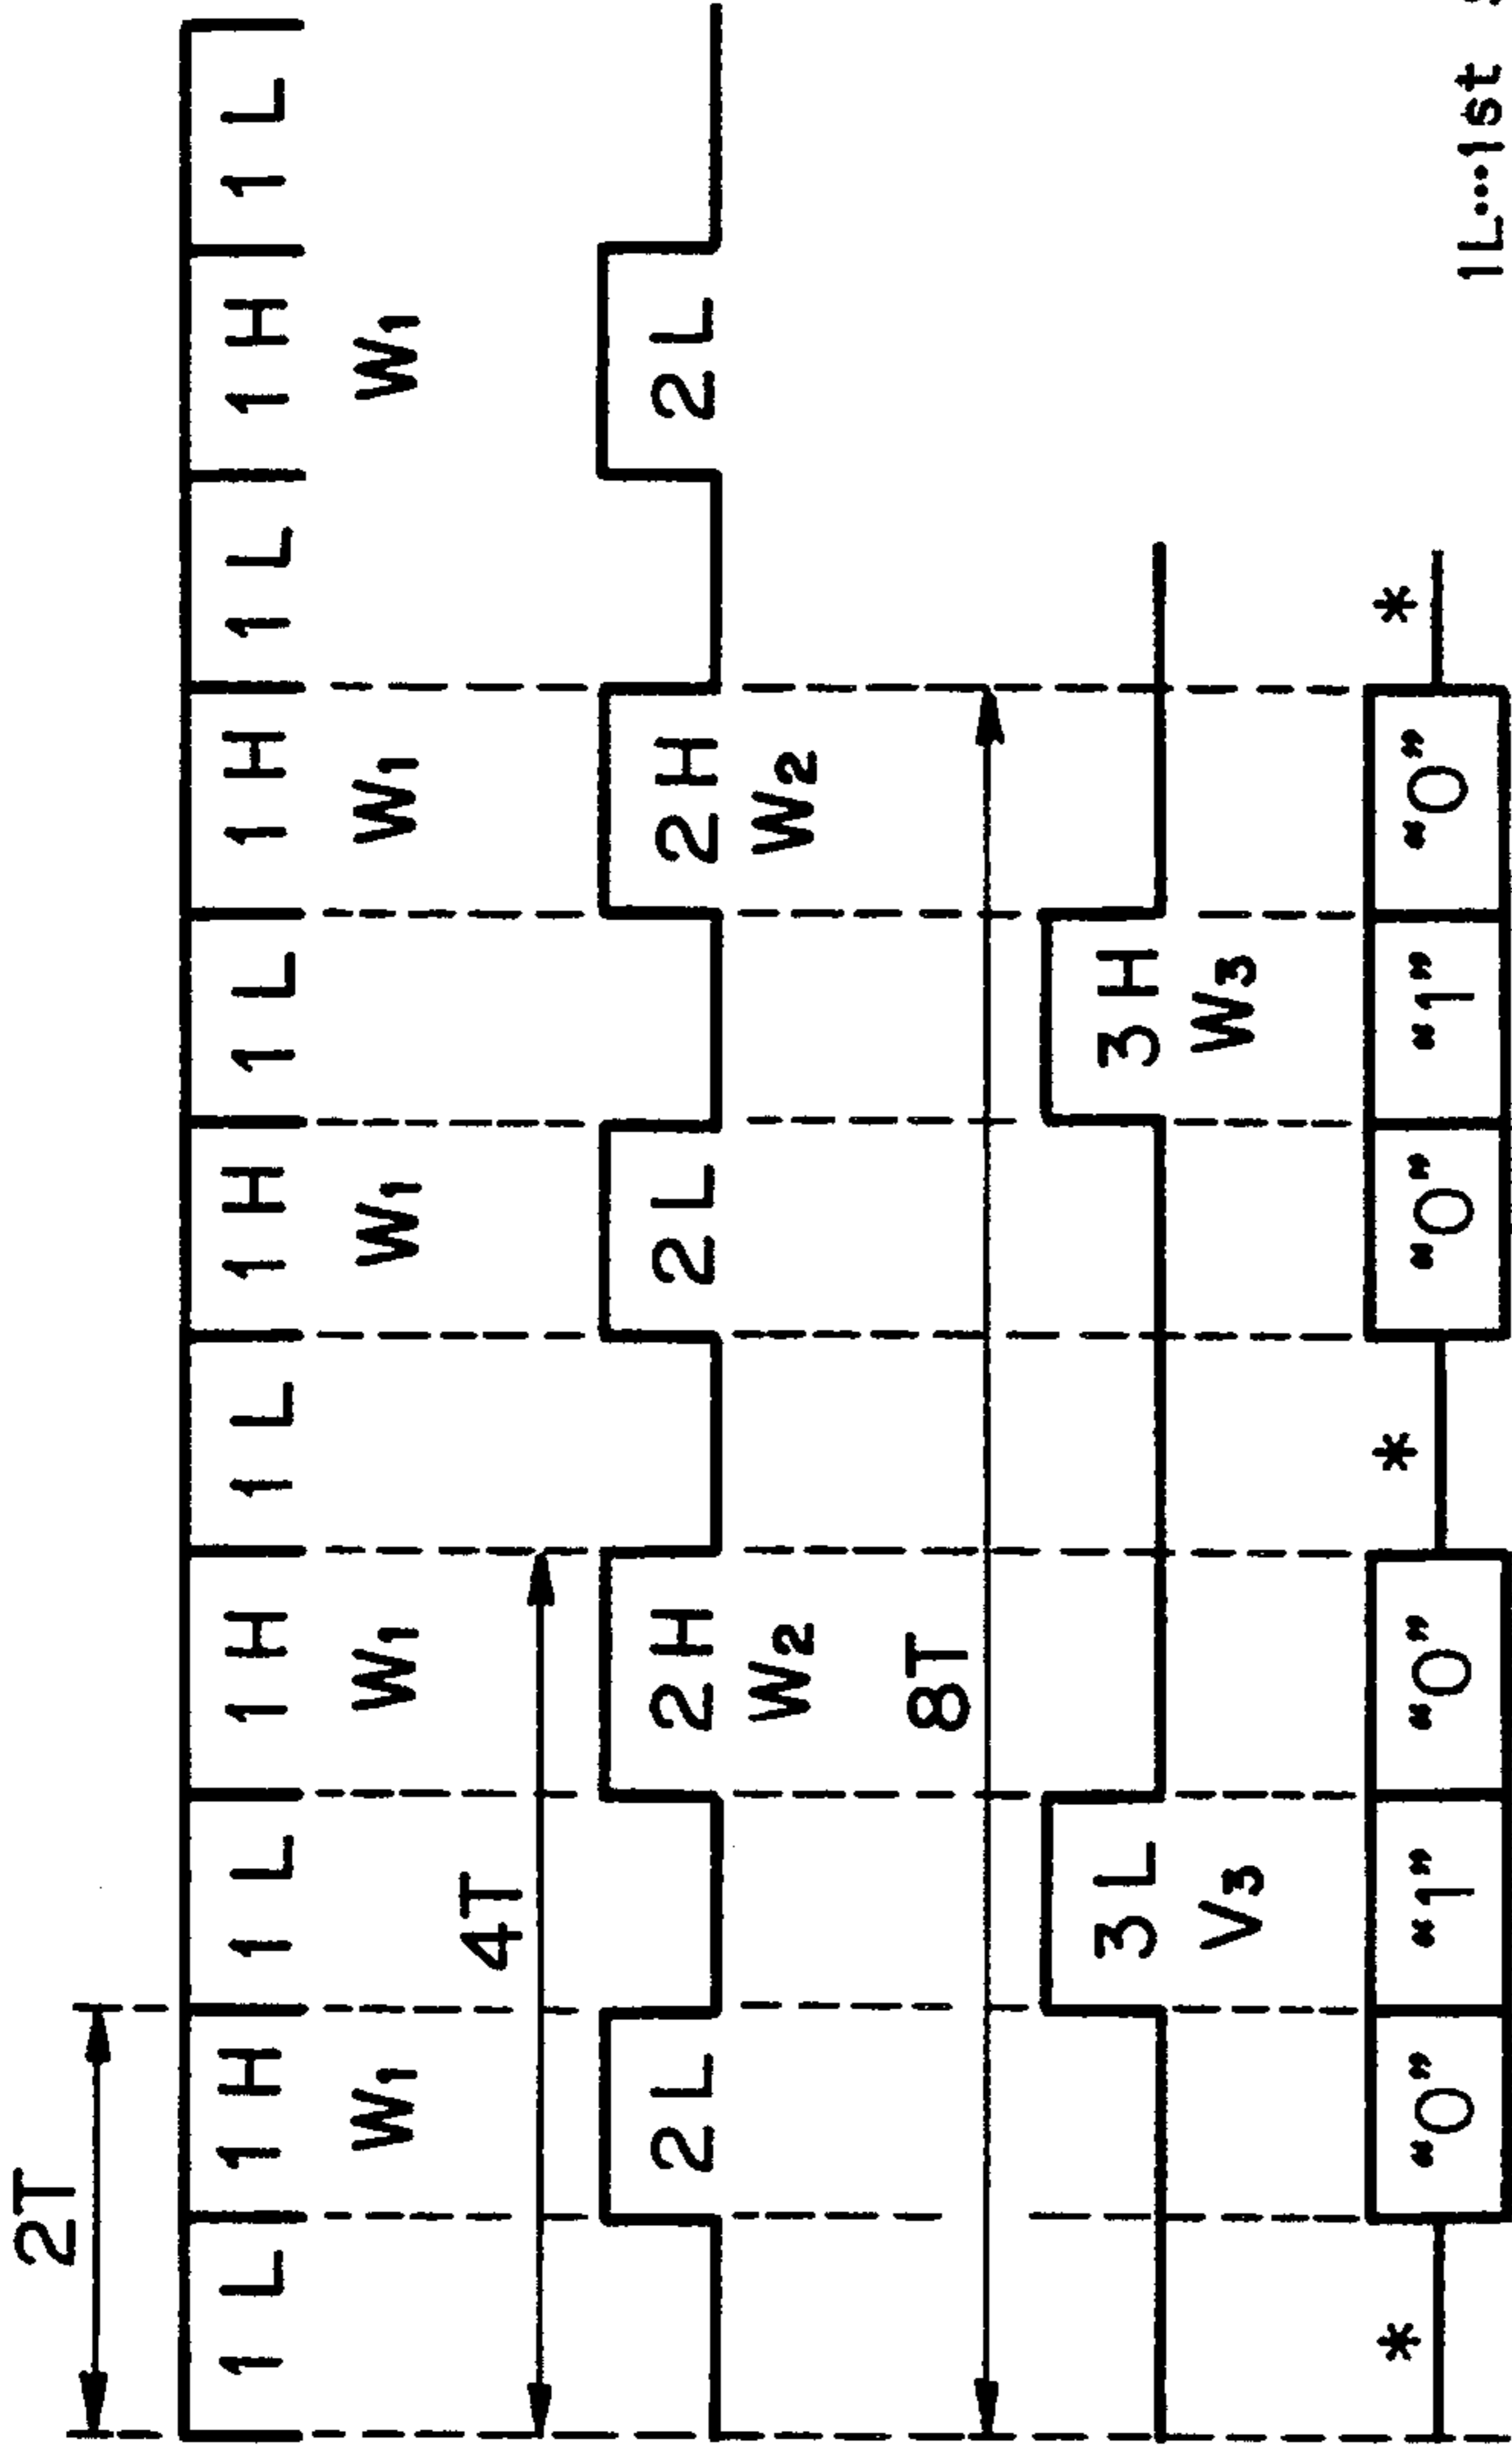 2T
1L 1H 1L 1H 1L 1H 1L 1H 1L 1H 1L
W1 W1 W1 W1 W1
4T
2L 2H 2L 2H 2L
W2 W2
8T
3L 3H
V3 W3
* * *
“0” “1” “0” “0” “1” “0”
1L···1st